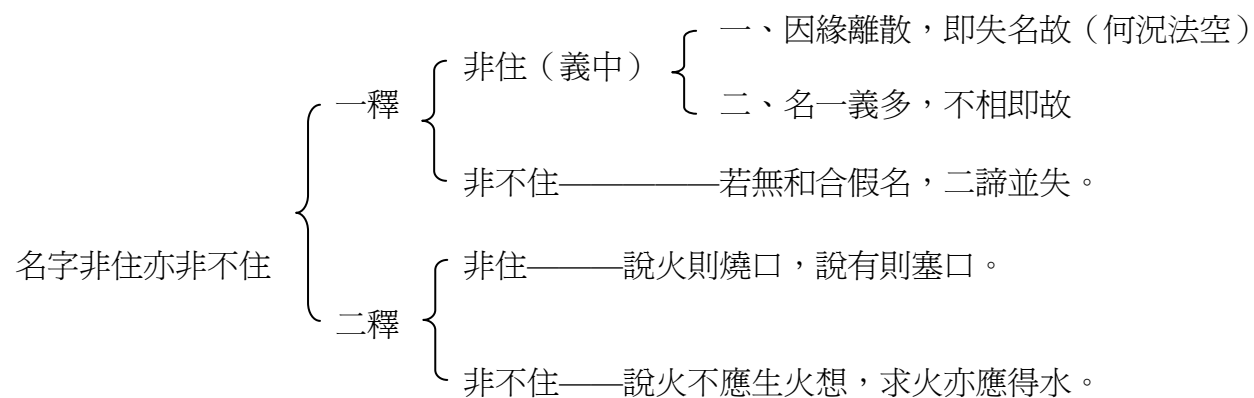 一、因緣離散，即失名故（何況法空）
非住（義中）
一釋
二、名一義多，不相即故
非不住—————若無和合假名，二諦並失。
名字非住亦非不住
非住———說火則燒口，說有則塞口。
二釋
非不住——說火不應生火想，求火亦應得水。